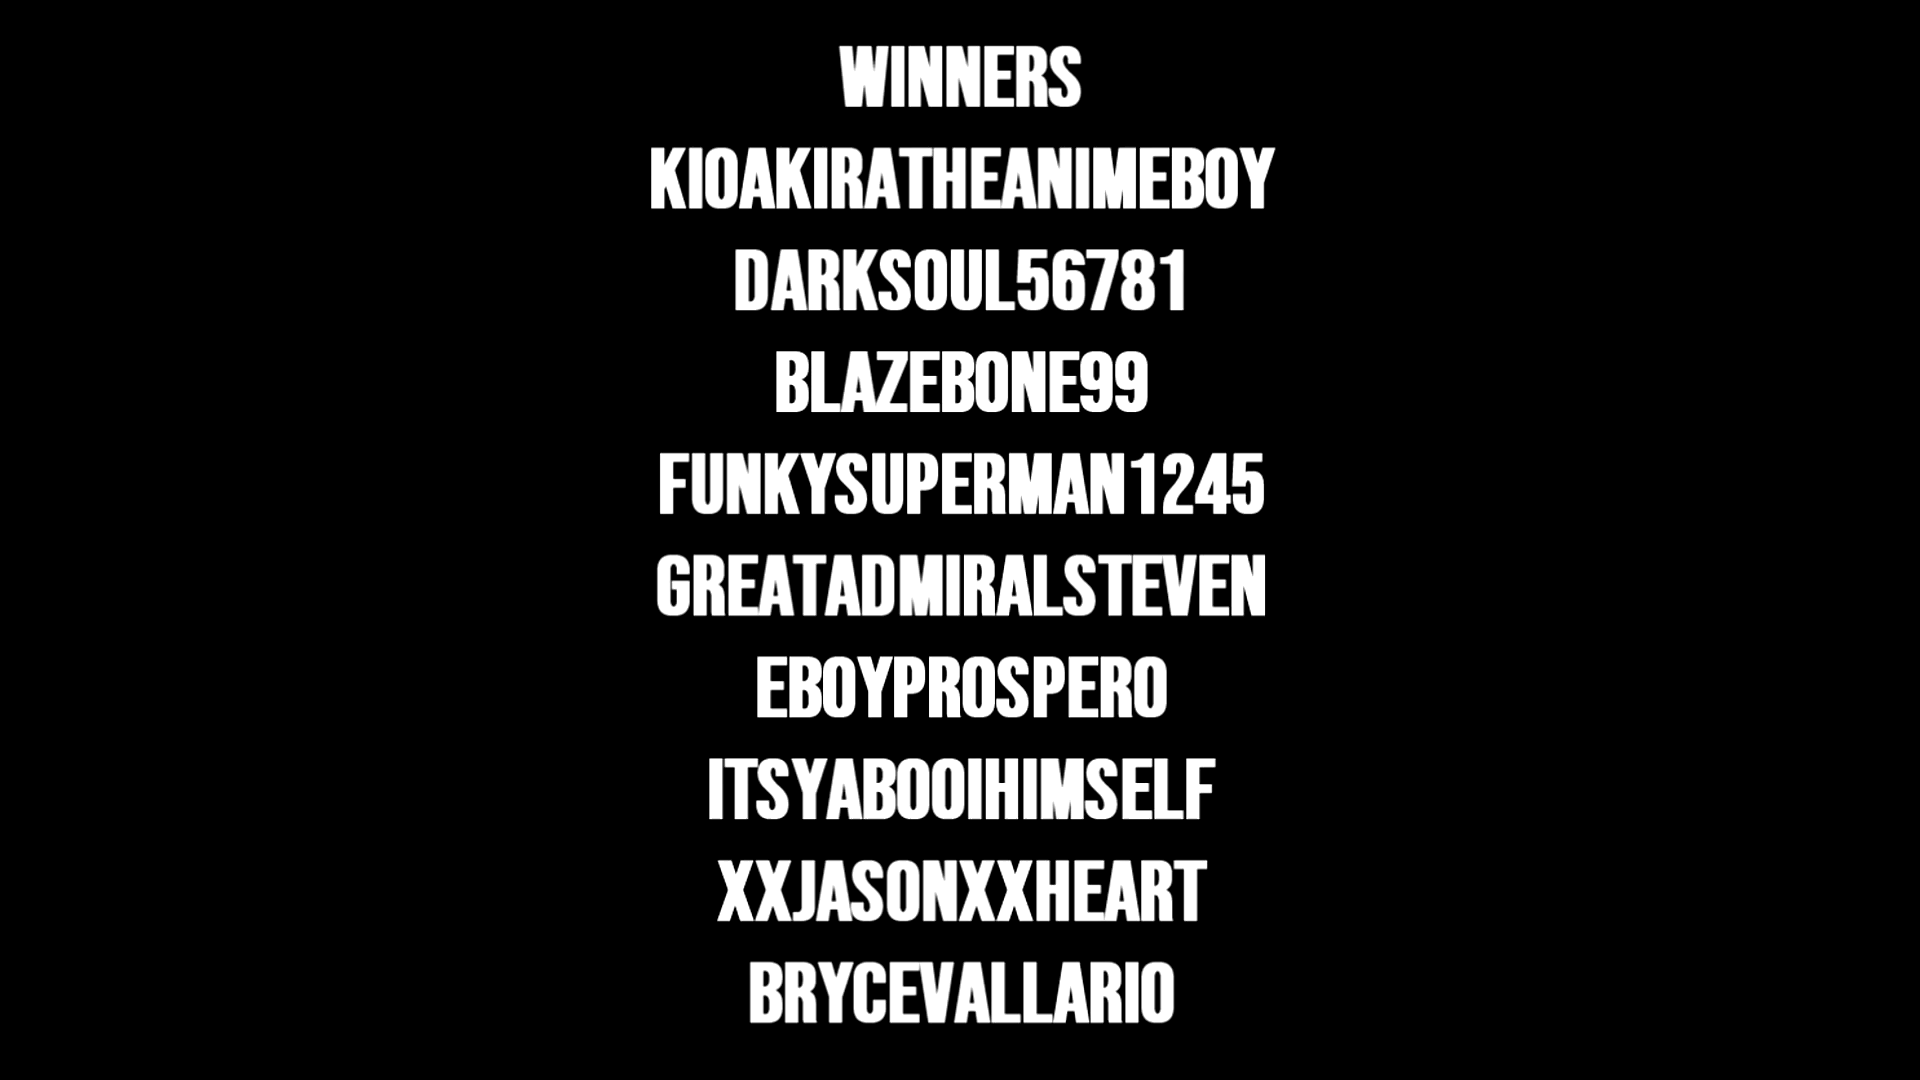 WINNERS
KIOAKIRATHEANIMEBOY
DARKSOUL56781
BLAZEBONE99
FUNKYSUPERMAN1245
GREATADMIRALSTEVEN
EBOYPROSPERO
ITSYABOOIHIMSELF
XXJASONXXHEART
BRYCEVALLARIO